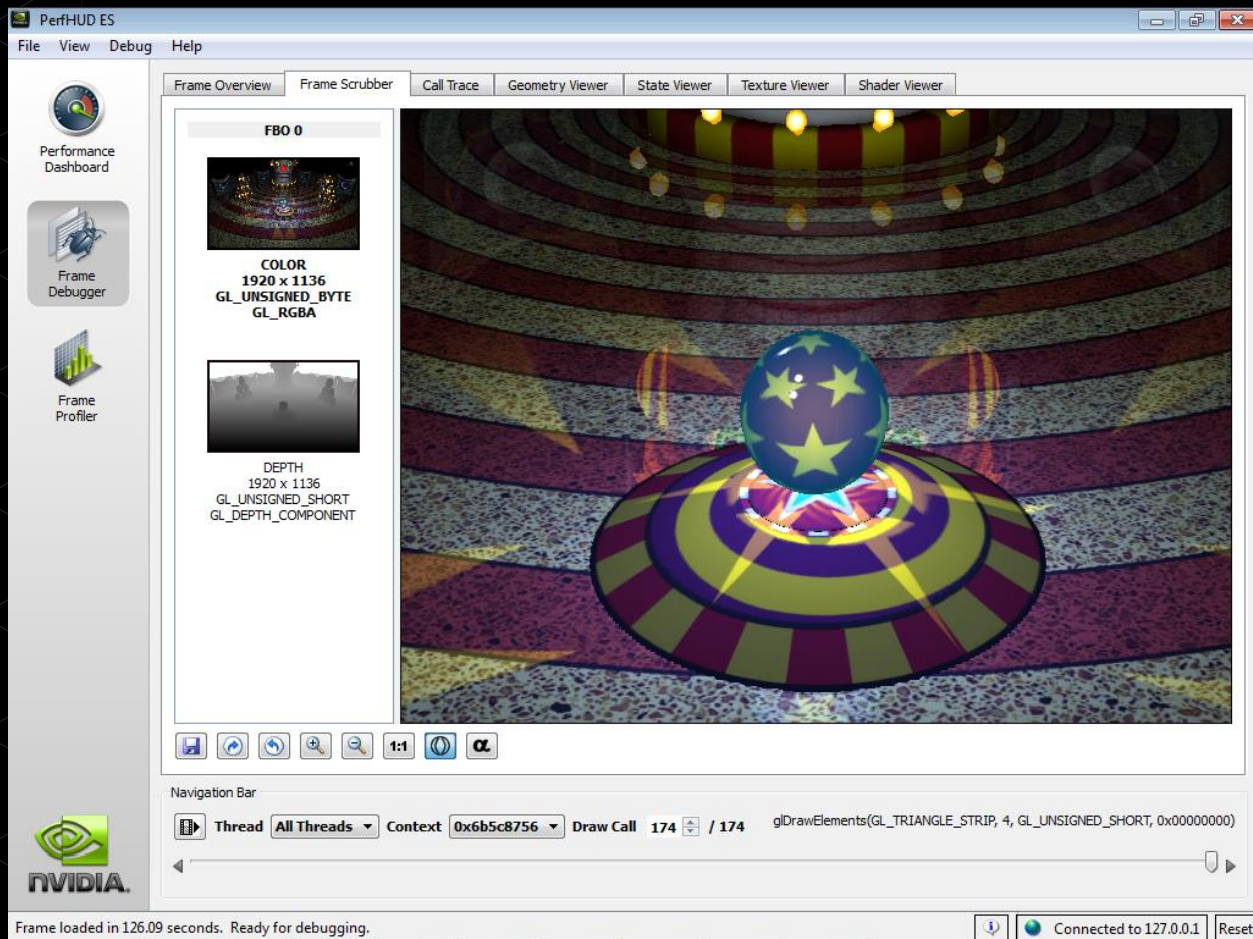 PerfHUD ES
File View Debug Help
Performance
Dashboard
Frame
Debugger
Frame
Profiler
NVIDIA.
Frame Overview Frame Scrubber Call Trace Geometry Viewer State Viewer Texture Viewer Shader Viewer
FBO 0
COLOR
1920 x 1136
GL_UNSIGNED_BYTE
GL_RGBA
DEPTH
1920 x 1136
GL_UNSIGNED_SHORT
GL_DEPTH_COMPONENT
1:1 α
Navigation Bar
Thread All Threads Context 0x6b5c8756 Draw Call 174 / 174 glDrawElements(GL_TRIANGLE_STRIP, 4, GL_UNSIGNED_SHORT, 0x00000000)
Frame loaded in 126.09 seconds. Ready for debugging. Connected to 127.0.0.1 Reset